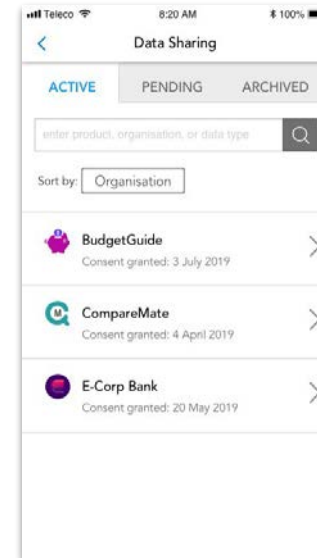 Teleco 8:20 AM 100%
Data Sharing
ACTIVE PENDING ARCHIVED
enter product, organisation, or data type
Sort by: Organisation
BudgetGuide
Consent granted: 3 July 2019
M
CompareMate
Consent granted: 4 April 2019
E-Corp Bank
Consent granted: 20 May 2019